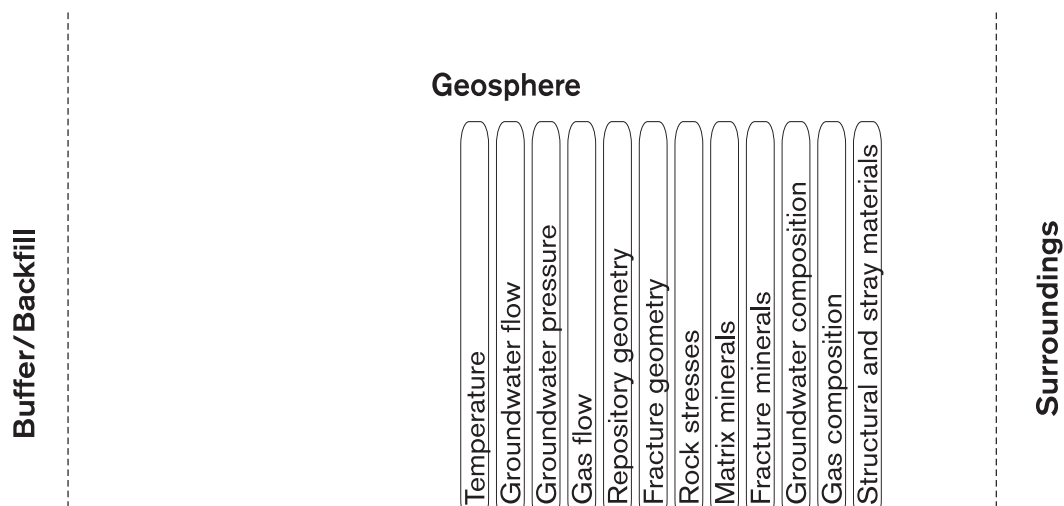 Geosphere
Buffer/Backfill
Temperature
Groundwater flow
Groundwater pressure
Gas flow
Repository geometry
Fracture geometry
Rock stresses
Matrix minerals
Fracture minerals
Groundwater composition
Gas composition
Structural and stray materials
Surroundings